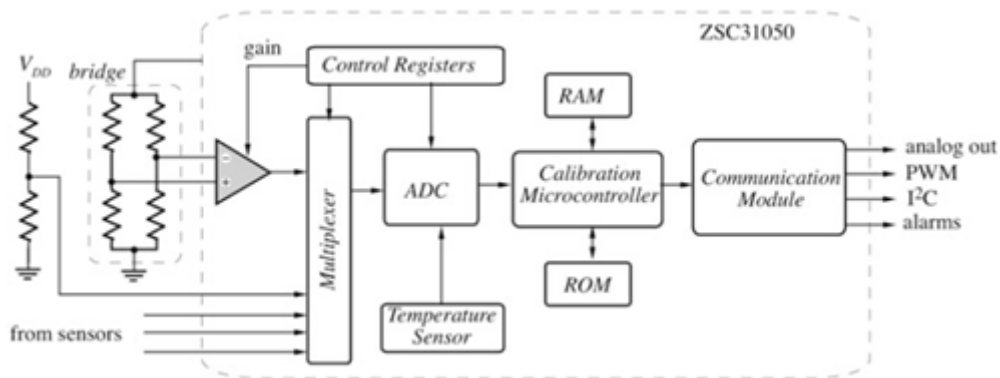 ZSC31050
gain
V_DD
bridge
Control Registers
RAM
−
+
Multiplexer
ADC
Calibration
Microcontroller
Communication
Module
analog out
PWM
I²C
alarms
ROM
Temperature
Sensor
from sensors